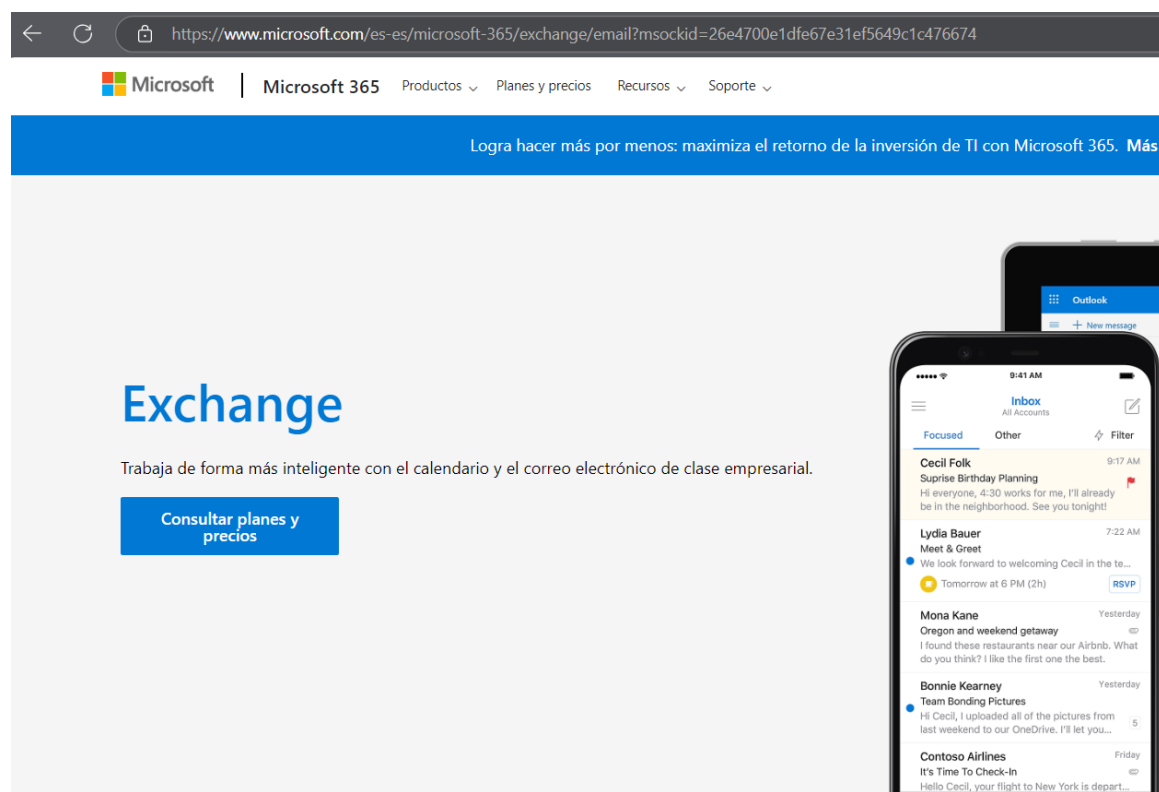 https://www.microsoft.com/es-es/microsoft-365/exchange/email?msockid=26e4700e1dfe67e31ef5649c1c476674
Microsoft Microsoft 365 Productos Planes y precios Recursos Soporte
Logra hacer más por menos: maximiza el retorno de la inversión de TI con Microsoft 365. Más
Outlook
New message
9:41 AM
Inbox
All Accounts
Focused Other Filter
Exchange
Trabaja de forma más inteligente con el calendario y el correo electrónico de clase empresarial.
Consultar planes y
precios
Cecil Folk 9:17 AM
Suprise Birthday Planning
Hi everyone, 4:30 works for me, I'll already
be in the neighborhood. See you tonight!
Lydia Bauer 7:22 AM
Meet & Greet
We look forward to welcoming Cecil in the te...
Tomorrow at 6 PM (2h) RSVP
Mona Kane Yesterday
Oregon and weekend getaway
I found these restaurants near our Airbnb. What
do you think? I like the first one the best.
Bonnie Kearney Yesterday
Team Bonding Pictures
Hi Cecil, I uploaded all of the pictures from
last weekend to our OneDrive. I'll let you... 5
Contoso Airlines Friday
It's Time To Check-In
Hello Cecil, your flight to New York is depart...